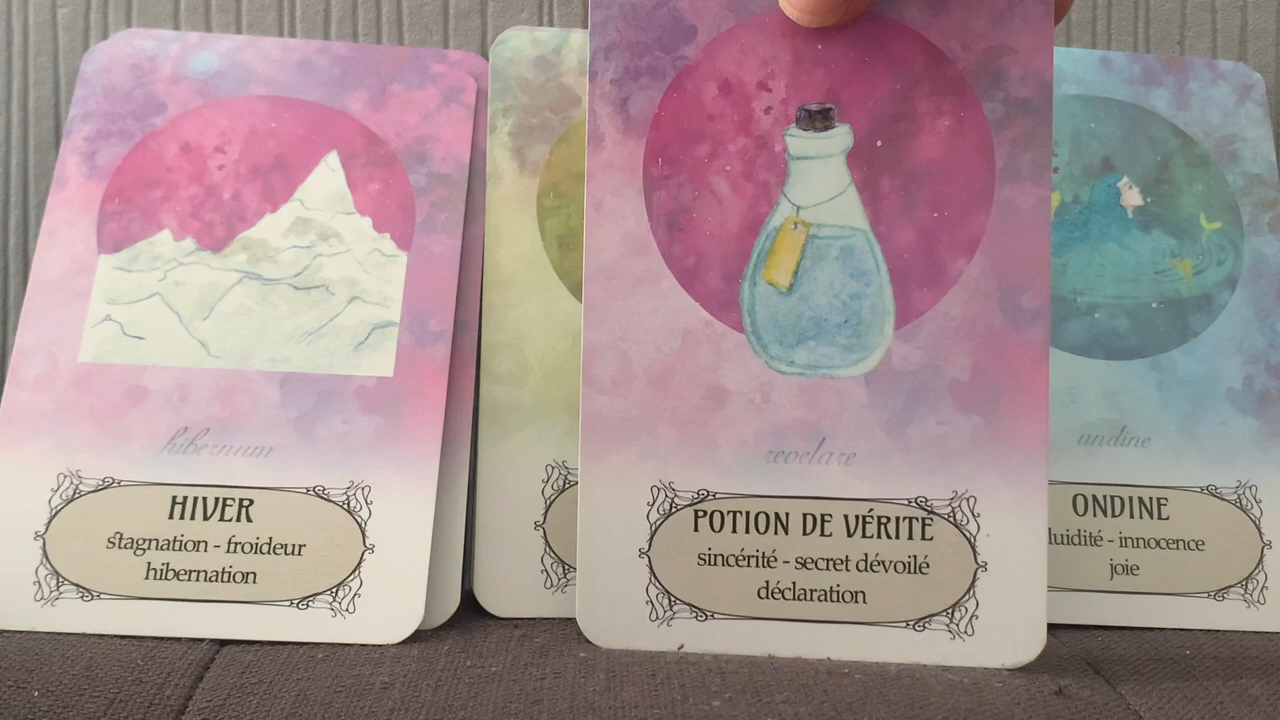 hibernum
HIVER
stagnation - froideur
hibernation
revelare
POTION DE VÉRITÉ
sincérité - secret dévoilé
déclaration
undine
ONDINE
luidité - innocence
joie